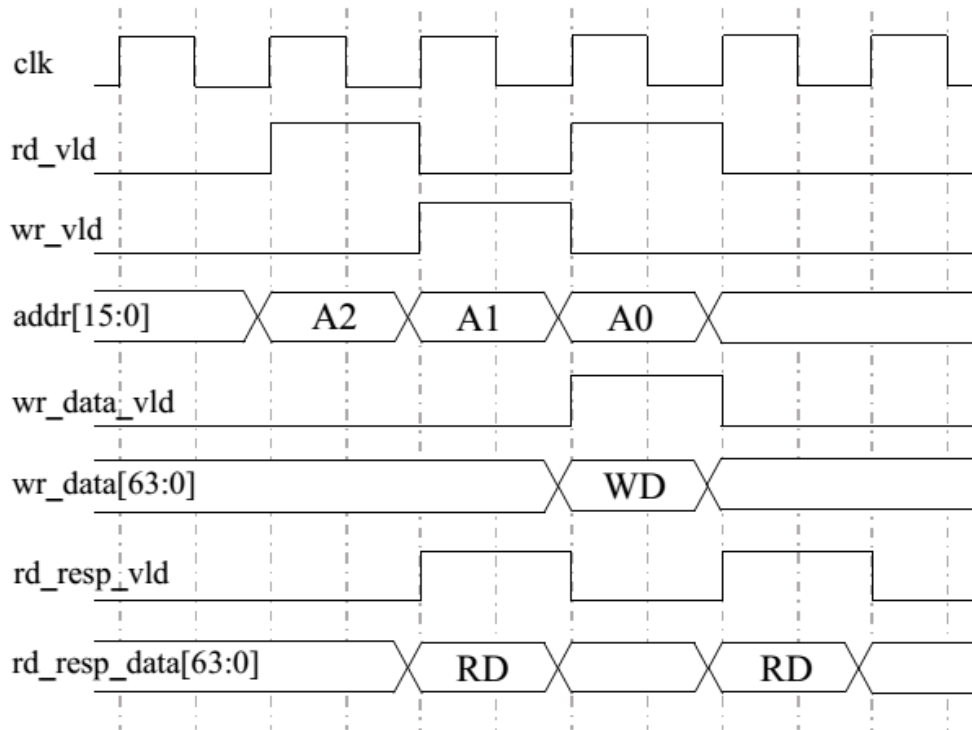 clk
rd_vld
wr_vld
addr[15:0] A2 A1 A0
wr_data_vld
wr_data[63:0] WD
rd_resp_vld
rd_resp_data[63:0] RD RD